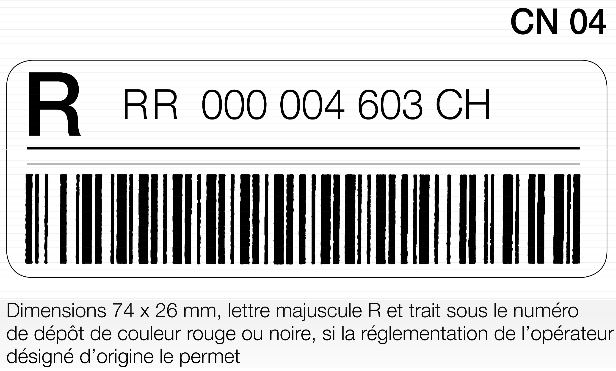 CN 04
R RR 000 004 603 CH
Dimensions 74 x 26 mm, lettre majuscule R et trait sous le numéro
de dépôt de couleur rouge ou noire, si la réglementation de l'opérateur
désigné d'origine le permet